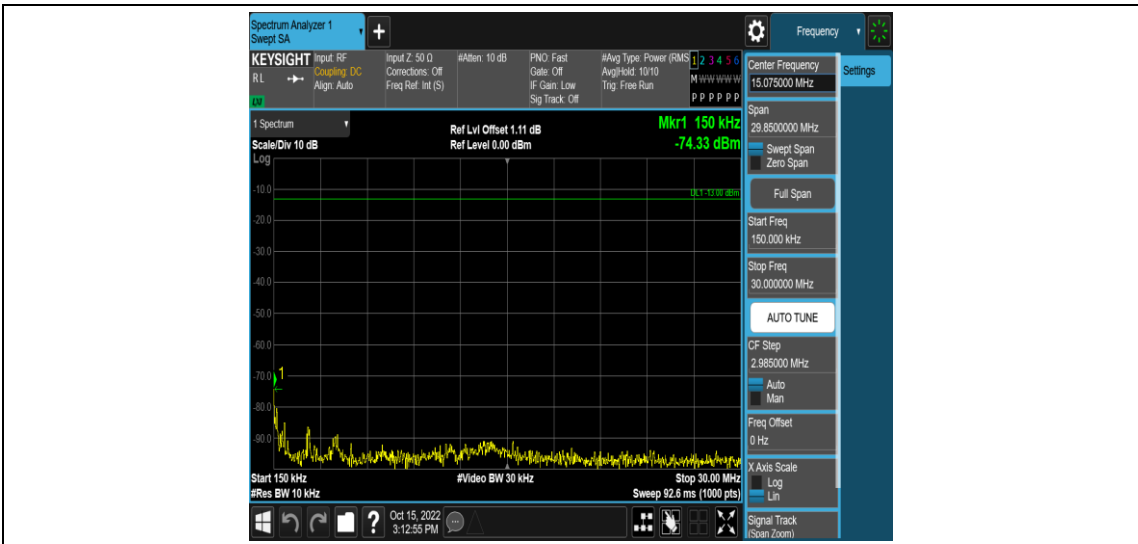 Spectrum Analyzer 1
Swept SA
+
Frequency
KEYSIGHT
RL
Input: RF
Coupling: DC
Align: Auto
Input Z: 50 Ω
Corrections: Off
Freq Ref: Int (S)
#Atten: 10 dB
PNO: Fast
Gate: Off
IF Gain: Low
Sig Track: Off
#Avg Type: Power (RMS
Avg|Hold: 10/10
Trig: Free Run
1 2 3 4 5 6
M W W W W W
P P P P P P
Center Frequency
15.075000 MHz
Settings
1 Spectrum
Scale/Div 10 dB
Log
Ref Lvl Offset 1.11 dB
Ref Level 0.00 dBm
Mkr1 150 kHz
-74.33 dBm
DL1 -13.00 dBm
-10.0
-20.0
-30.0
-40.0
-50.0
-60.0
-70.0
-80.0
-90.0
1
Start 150 kHz
#Res BW 10 kHz
#Video BW 30 kHz
Stop 30.00 MHz
Sweep 92.6 ms (1000 pts)
Span
29.8500000 MHz
Swept Span
Zero Span
Full Span
Start Freq
150.000 kHz
Stop Freq
30.000000 MHz
AUTO TUNE
CF Step
2.985000 MHz
Auto
Man
Freq Offset
0 Hz
X Axis Scale
Log
Lin
Signal Track
(Span Zoom)
?
Oct 15, 2022
3:12:55 PM